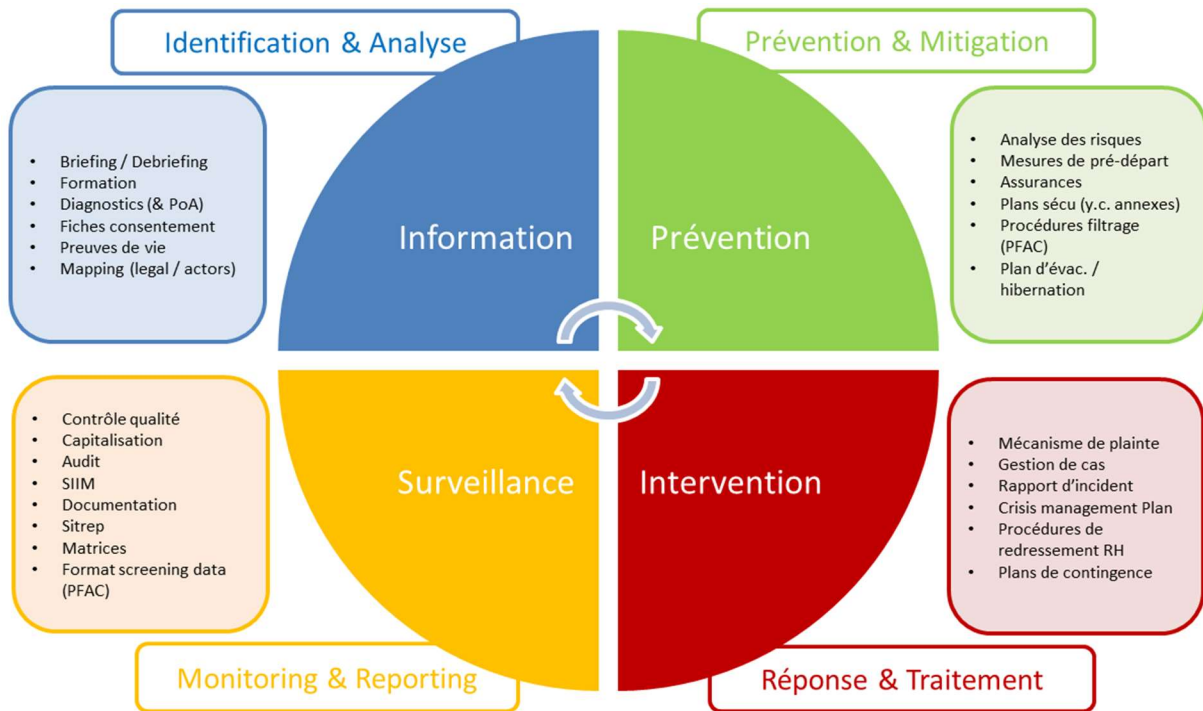 Identification & Analyse
Prévention & Mitigation
• Briefing / Debriefing
• Formation
• Diagnostics (& PoA)
• Fiches consentement
• Preuves de vie
• Mapping (legal / actors)
Information
Prévention
• Analyse des risques
• Mesures de pré-départ
• Assurances
• Plans sécu (y.c. annexes)
• Procédures filtrage
(PFAC)
• Plan d'évac. /
hibernation
• Contrôle qualité
• Capitalisation
• Audit
• SIIM
• Documentation
• Sitrep
• Matrices
• Format screening data
(PFAC)
Surveillance
Intervention
• Mécanisme de plainte
• Gestion de cas
• Rapport d'incident
• Crisis management Plan
• Procédures de
redressement RH
• Plans de contingence
Monitoring & Reporting
Réponse & Traitement